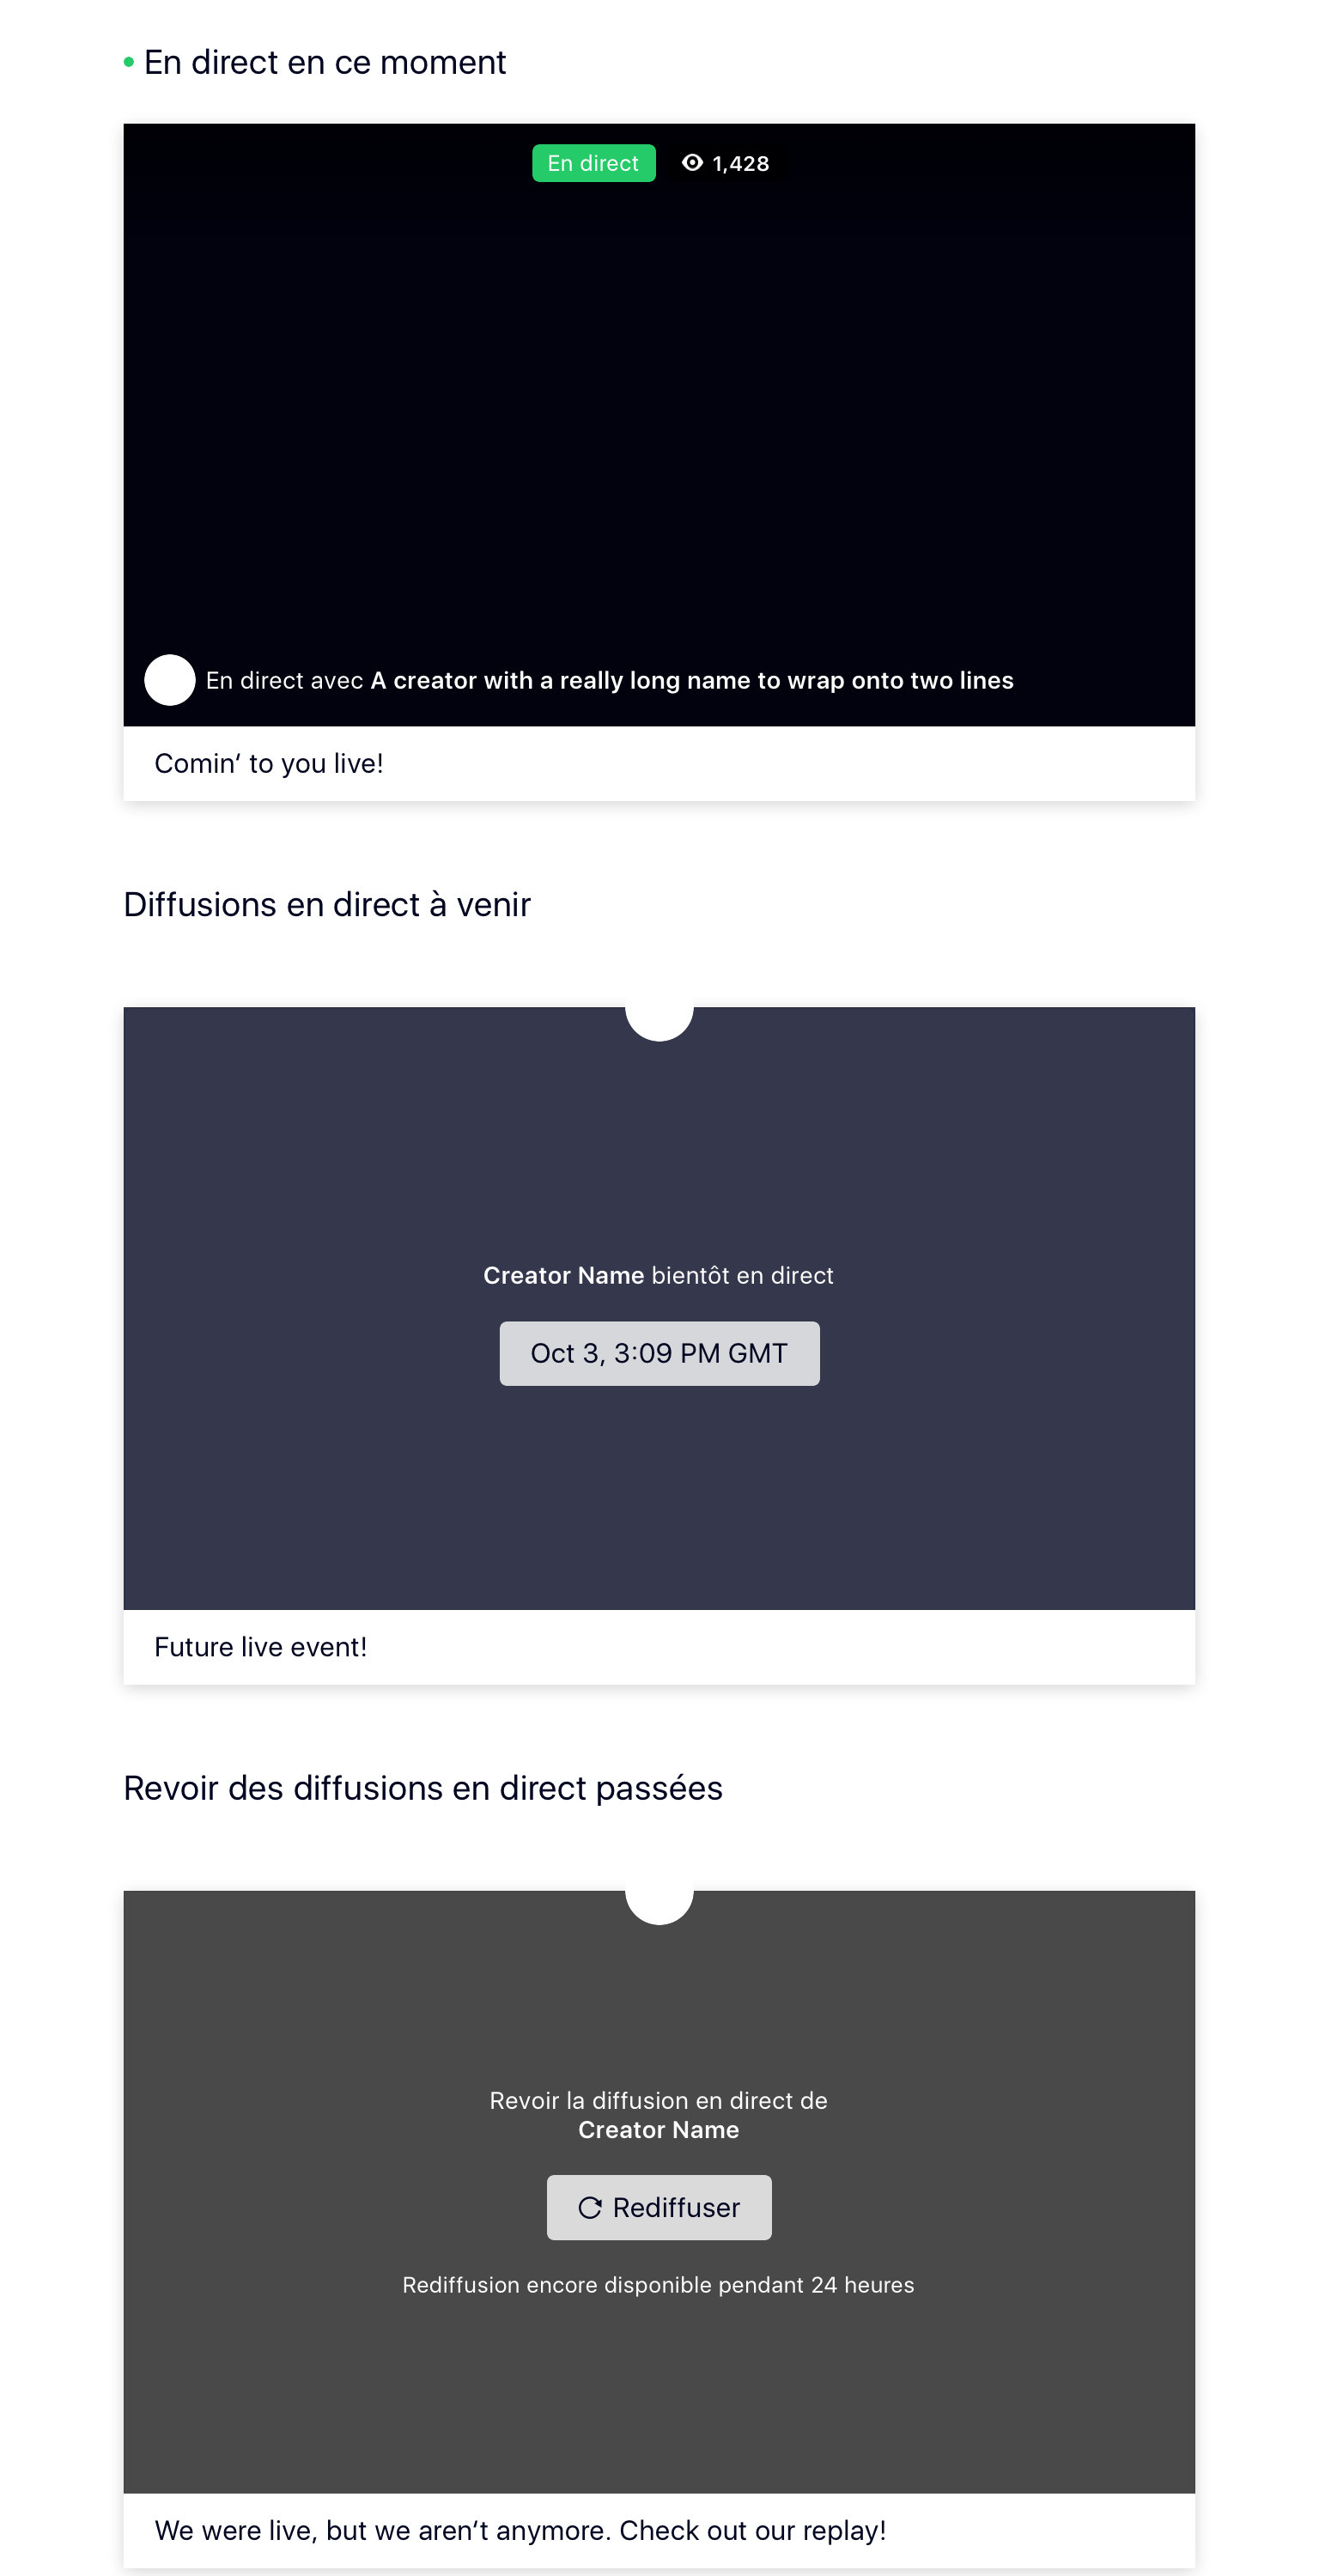 En direct en ce moment
En direct 1,428
En direct avec A creator with a really long name to wrap onto two lines
Comin’ to you live!
Diffusions en direct à venir
Creator Name bientôt en direct
Oct 3, 3:09 PM GMT
Future live event!
Revoir des diffusions en direct passées
Revoir la diffusion en direct de
Creator Name
Rediffuser
Rediffusion encore disponible pendant 24 heures
We were live, but we aren’t anymore. Check out our replay!